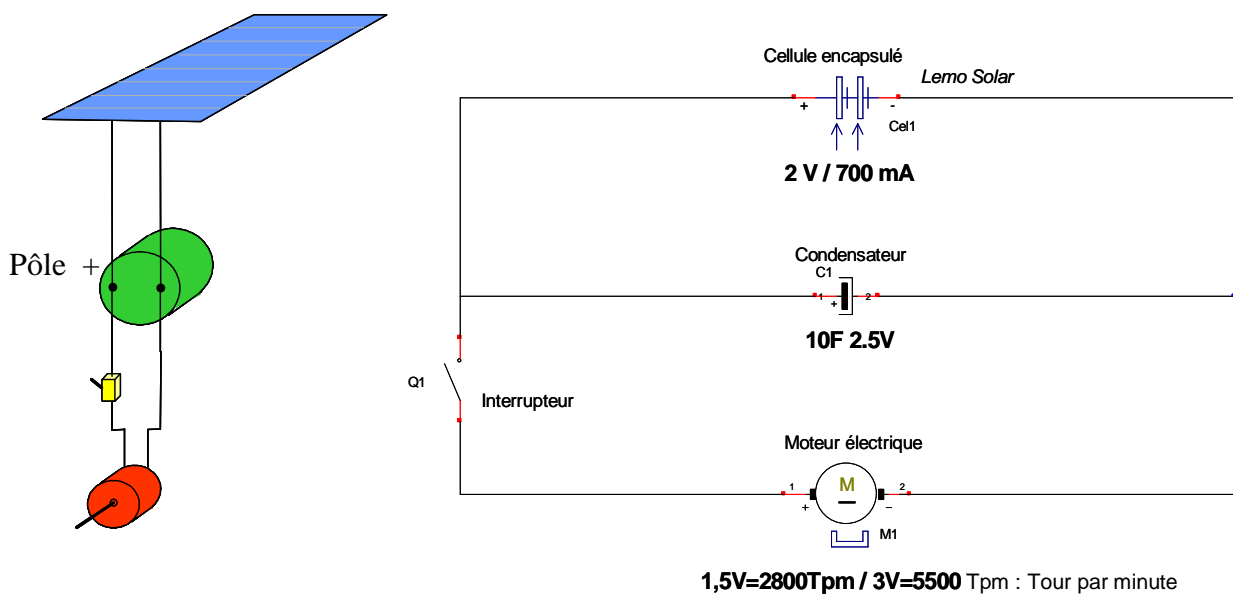 Pôle +
Cellule encapsulé
Lemo Solar
+
-
Cel1
2 V / 700 mA
Condensateur
C1
1
+
2
10F 2.5V
Q1
Interrupteur
Moteur électrique
1
M
2
+
−
M1
1,5V=2800Tpm / 3V=5500 Tpm : Tour par minute